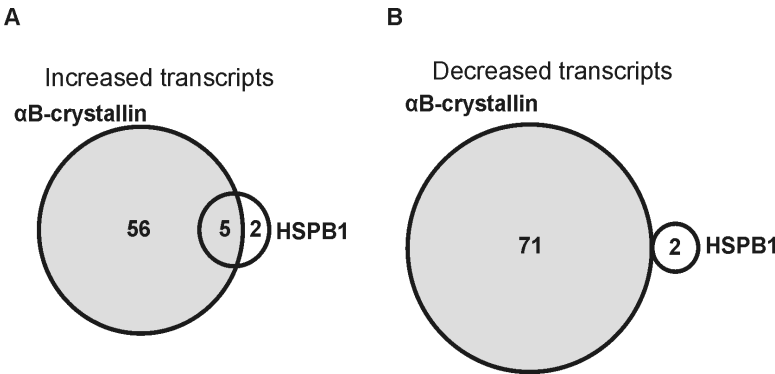 A
Increased transcripts
αB-crystallin
56
5
2
HSPB1
B
Decreased transcripts
αB-crystallin
71
2
HSPB1